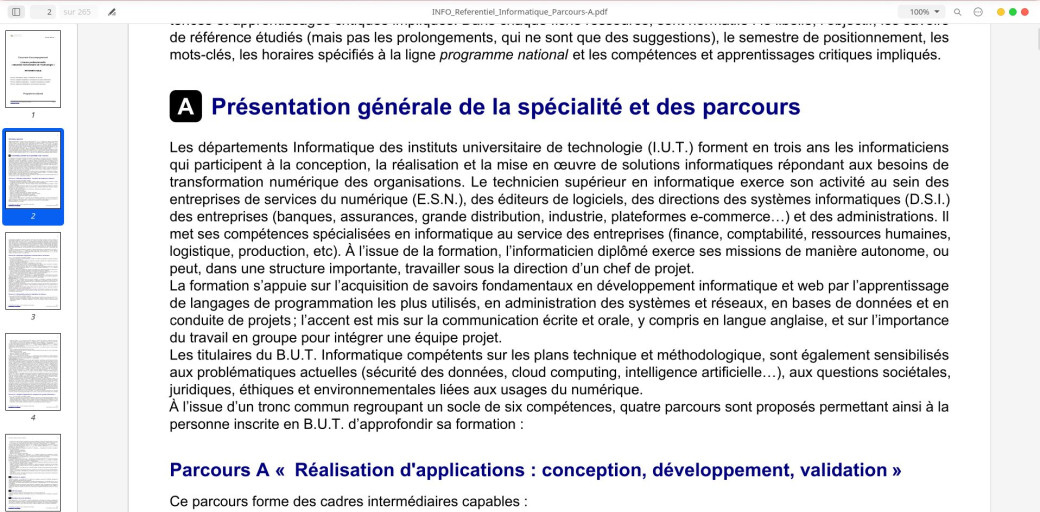 2 sur 265 INFO_Referentiel_Informatique_Parcours-A.pdf 100%
de référence étudiés (mais pas les prolongements, qui ne sont que des suggestions), le semestre de positionnement, les
mots-clés, les horaires spécifiés à la ligne programme national et les compétences et apprentissages critiques impliqués.
A Présentation générale de la spécialité et des parcours
Les départements Informatique des instituts universitaire de technologie (I.U.T.) forment en trois ans les informaticiens
qui participent à la conception, la réalisation et la mise en œuvre de solutions informatiques répondant aux besoins de
transformation numérique des organisations. Le technicien supérieur en informatique exerce son activité au sein des
entreprises de services du numérique (E.S.N.), des éditeurs de logiciels, des directions des systèmes informatiques (D.S.I.)
des entreprises (banques, assurances, grande distribution, industrie, plateformes e-commerce…) et des administrations. Il
met ses compétences spécialisées en informatique au service des entreprises (finance, comptabilité, ressources humaines,
logistique, production, etc). À l’issue de la formation, l’informaticien diplômé exerce ses missions de manière autonome, ou
peut, dans une structure importante, travailler sous la direction d’un chef de projet.
La formation s’appuie sur l’acquisition de savoirs fondamentaux en développement informatique et web par l’apprentissage
de langages de programmation les plus utilisés, en administration des systèmes et réseaux, en bases de données et en
conduite de projets ; l’accent est mis sur la communication écrite et orale, y compris en langue anglaise, et sur l’importance
du travail en groupe pour intégrer une équipe projet.
Les titulaires du B.U.T. Informatique compétents sur les plans technique et méthodologique, sont également sensibilisés
aux problématiques actuelles (sécurité des données, cloud computing, intelligence artificielle…), aux questions sociétales,
juridiques, éthiques et environnementales liées aux usages du numérique.
À l’issue d’un tronc commun regroupant un socle de six compétences, quatre parcours sont proposés permettant ainsi à la
personne inscrite en B.U.T. d’approfondir sa formation :
Parcours A « Réalisation d'applications : conception, développement, validation »
Ce parcours forme des cadres intermédiaires capables :
1
2
3
4